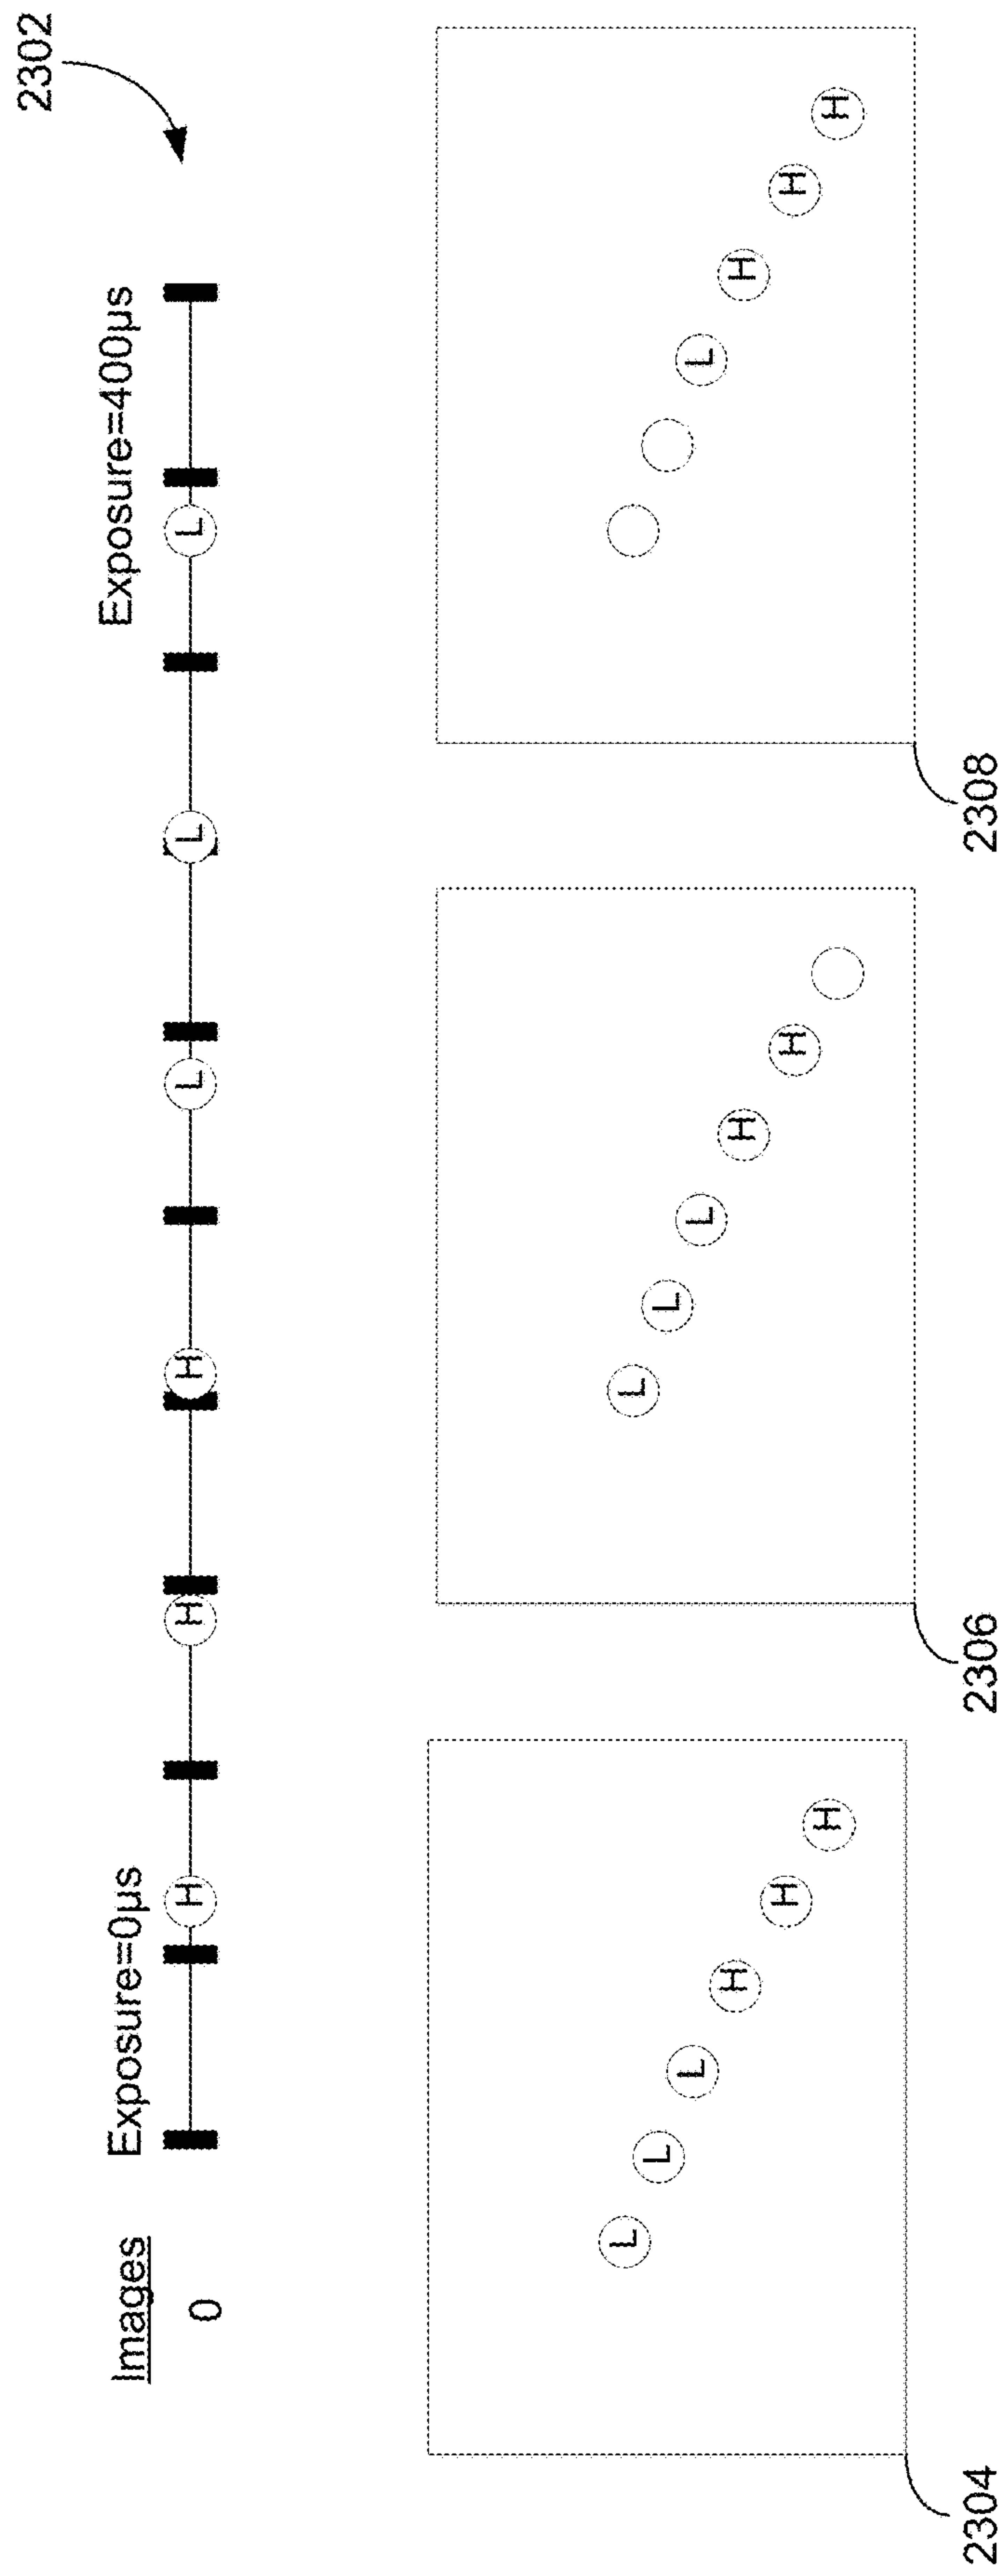 2302
Images Exposure=0µs Exposure=400µs
0 H H H L L L
L
L
L
H
H
H
2304
L
L
L
H
H
2306
L
H
H
H
2308